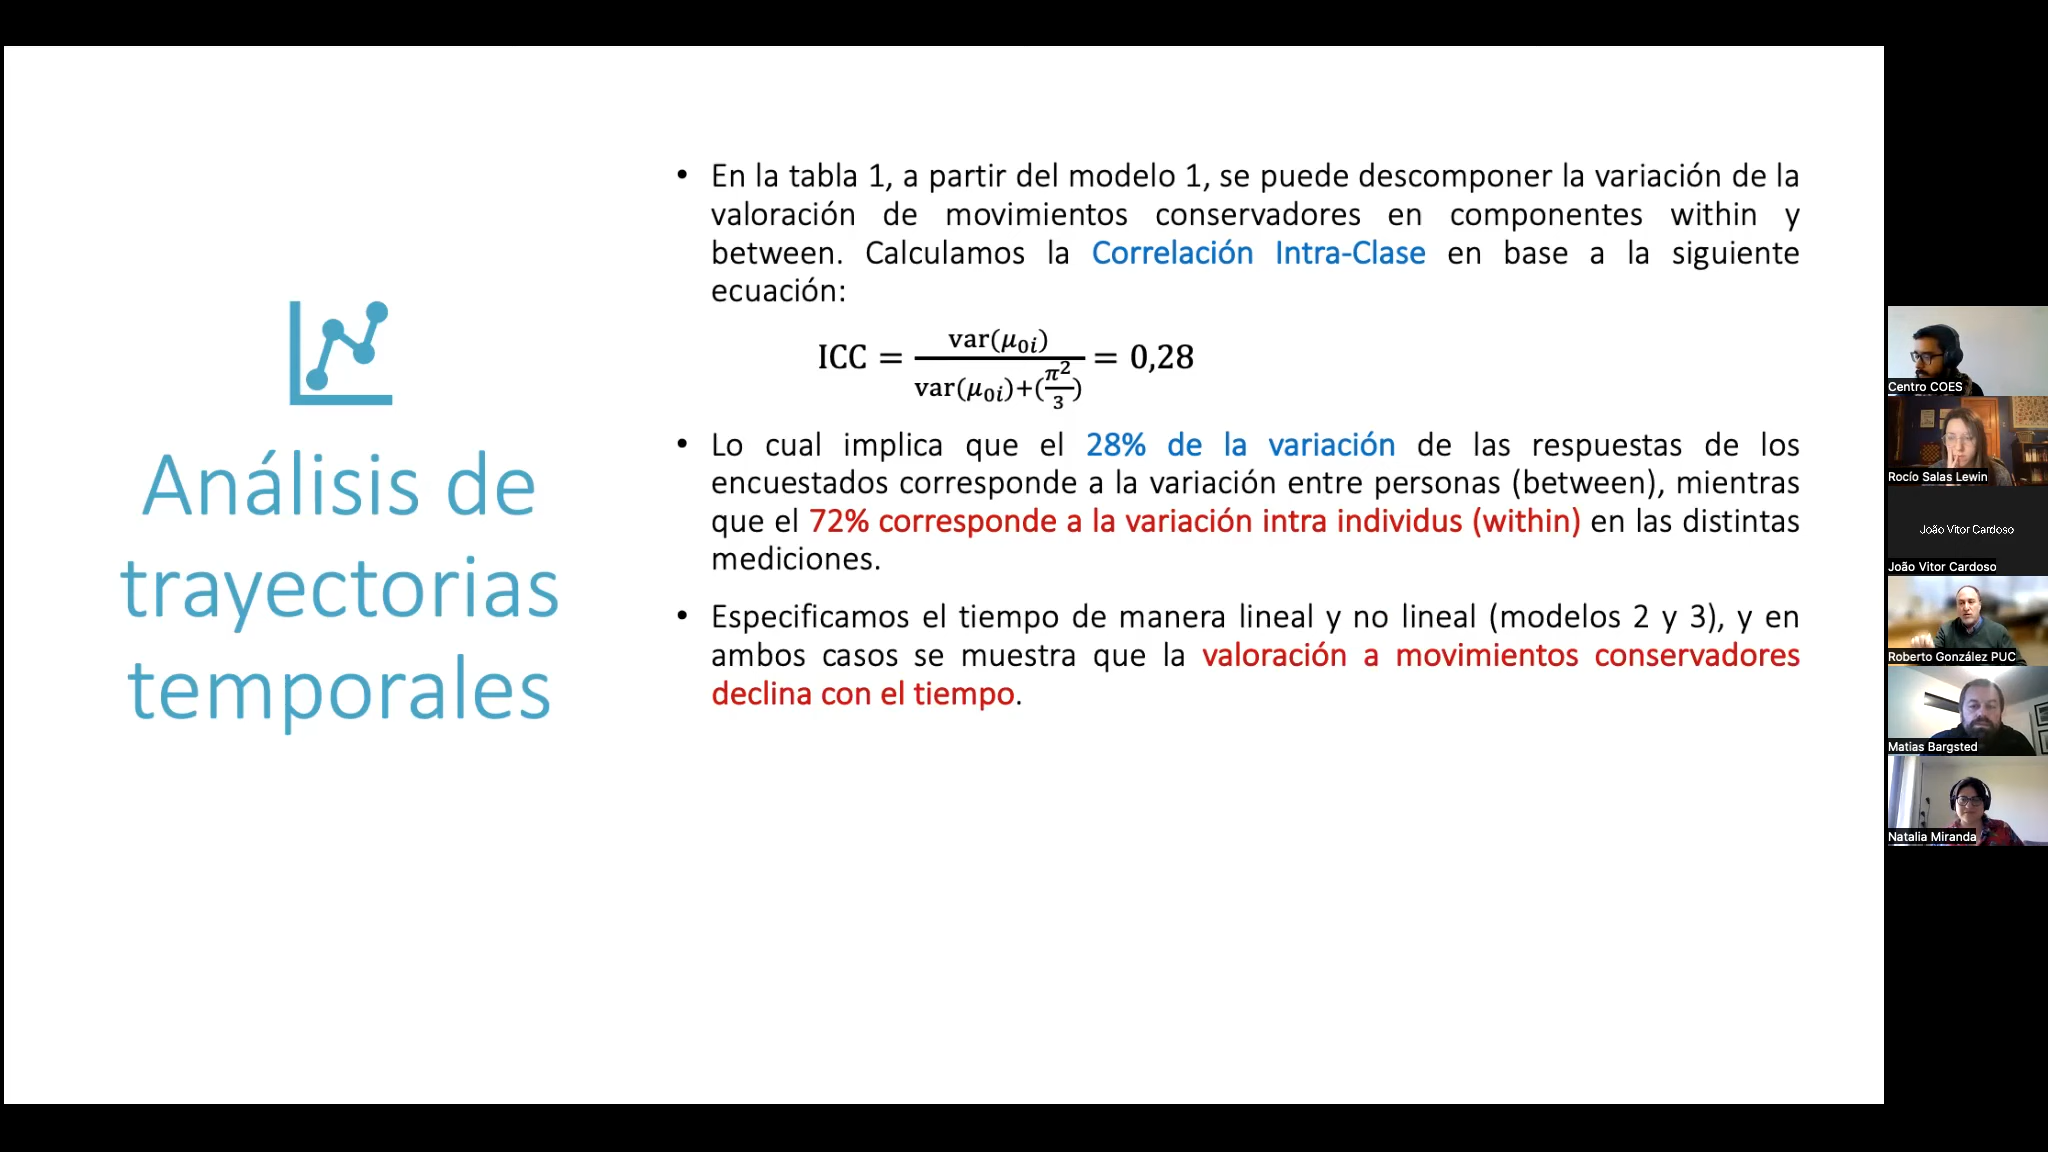 Análisis de
trayectorias
temporales
• En la tabla 1, a partir del modelo 1, se puede descomponer la variación de la
valoración de movimientos conservadores en componentes within y
between. Calculamos la Correlación Intra-Clase en base a la siguiente
ecuación:
ICC = var(μ0i) / (var(μ0i)+(π²/3)) = 0,28
• Lo cual implica que el 28% de la variación de las respuestas de los
encuestados corresponde a la variación entre personas (between), mientras
que el 72% corresponde a la variación intra individus (within) en las distintas
mediciones.
• Especificamos el tiempo de manera lineal y no lineal (modelos 2 y 3), y en
ambos casos se muestra que la valoración a movimientos conservadores
declina con el tiempo.
Centro COES
Rocío Salas Lewin
João Vitor Cardoso
João Vitor Cardoso
Roberto González PUC
Matias Bargsted
Natalia Miranda